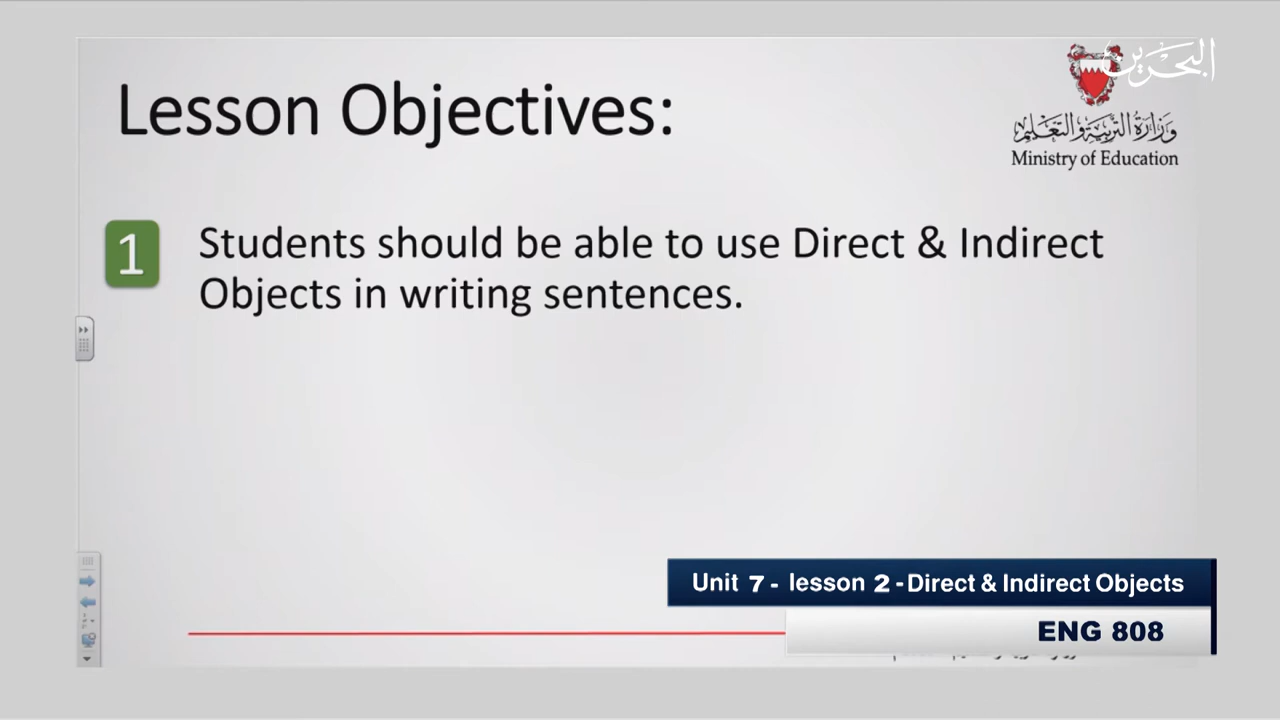 Lesson Objectives:
البحرين
وزارة التربية والتعليم
Ministry of Education
1
Students should be able to use Direct & Indirect
Objects in writing sentences.
Unit 7 - lesson 2 - Direct & Indirect Objects
ENG 808